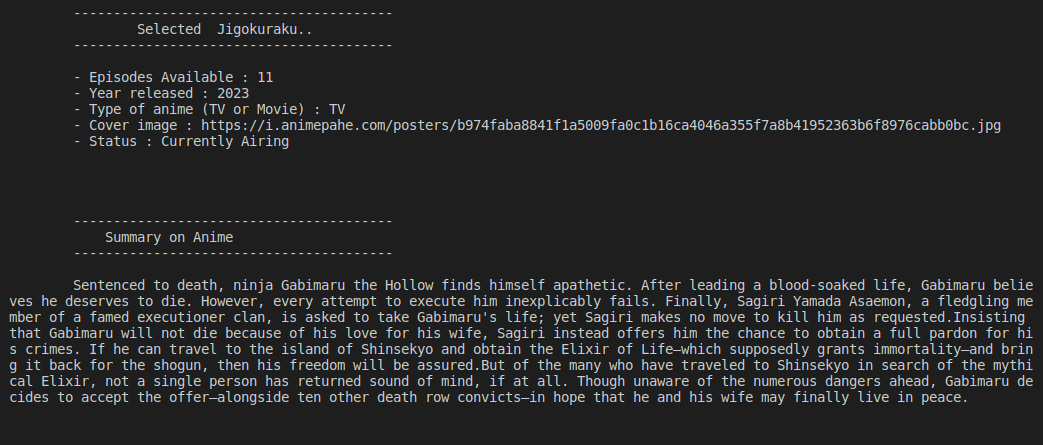 ----------------------------------------
Selected  Jigokuraku..
----------------------------------------
- Episodes Available : 11
- Year released : 2023
- Type of anime (TV or Movie) : TV
- Cover image : https://i.animepahe.com/posters/b974faba8841f1a5009fa0c1b16ca4046a355f7a8b41952363b6f8976cabb0bc.jpg
- Status : Currently Airing
----------------------------------------
Summary on Anime
----------------------------------------
Sentenced to death, ninja Gabimaru the Hollow finds himself apathetic. After leading a blood-soaked life, Gabimaru belie
ves he deserves to die. However, every attempt to execute him inexplicably fails. Finally, Sagiri Yamada Asaemon, a fledgling me
mber of a famed executioner clan, is asked to take Gabimaru's life; yet Sagiri makes no move to kill him as requested.Insisting
that Gabimaru will not die because of his love for his wife, Sagiri instead offers him the chance to obtain a full pardon for hi
s crimes. If he can travel to the island of Shinsekyo and obtain the Elixir of Life—which supposedly grants immortality—and brin
g it back for the shogun, then his freedom will be assured.But of the many who have traveled to Shinsekyo in search of the mythi
cal Elixir, not a single person has returned sound of mind, if at all. Though unaware of the numerous dangers ahead, Gabimaru de
cides to accept the offer—alongside ten other death row convicts—in hope that he and his wife may finally live in peace.